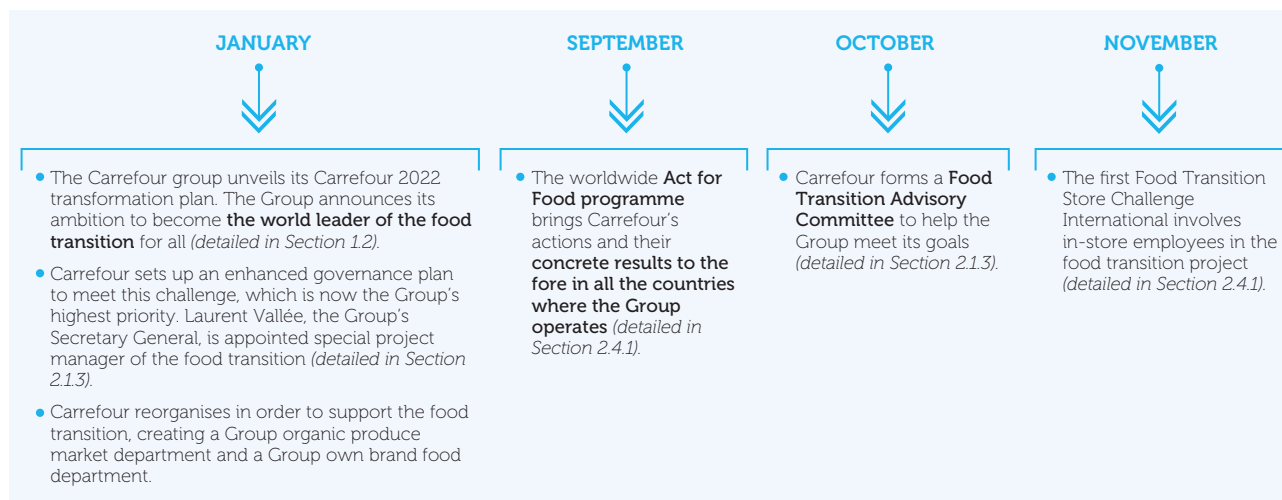 JANUARY
• The Carrefour group unveils its Carrefour 2022
transformation plan. The Group announces its
ambition to become the world leader of the food
transition for all (detailed in Section 1.2).
• Carrefour sets up an enhanced governance plan
to meet this challenge, which is now the Group's
highest priority. Laurent Vallée, the Group's
Secretary General, is appointed special project
manager of the food transition (detailed in Section
2.1.3).
• Carrefour reorganises in order to support the food
transition, creating a Group organic produce
market department and a Group own brand food
department.
SEPTEMBER
• The worldwide Act for
Food programme
brings Carrefour's
actions and their
concrete results to the
fore in all the countries
where the Group
operates (detailed in
Section 2.4.1).
OCTOBER
• Carrefour forms a Food
Transition Advisory
Committee to help the
Group meet its goals
(detailed in Section 2.1.3).
NOVEMBER
• The first Food Transition
Store Challenge
International involves
in-store employees in the
food transition project
(detailed in Section 2.4.1).